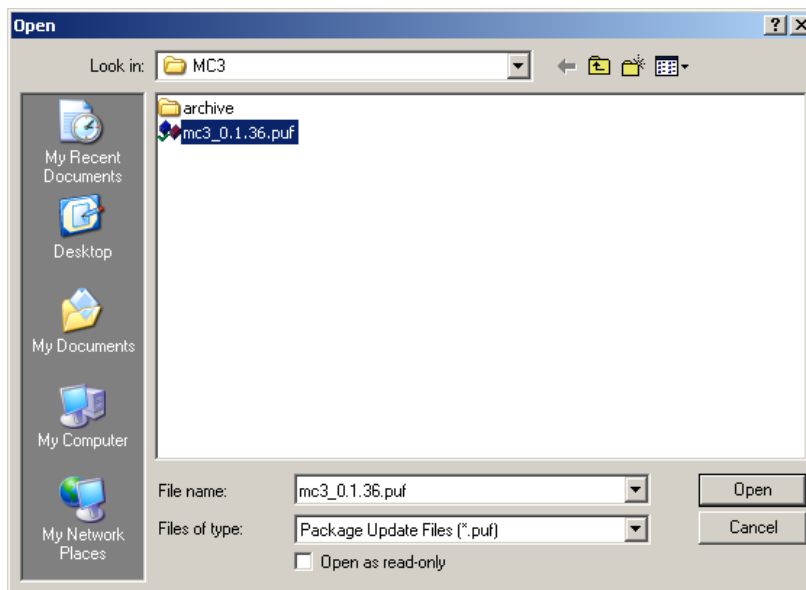 Open
Look in:
MC3
My Recent
Documents
Desktop
My Documents
My Computer
My Network
Places
archive
mc3_0.1.36.puf
File name:
mc3_0.1.36.puf
Open
Files of type:
Package Update Files (*.puf)
Cancel
Open as read-only